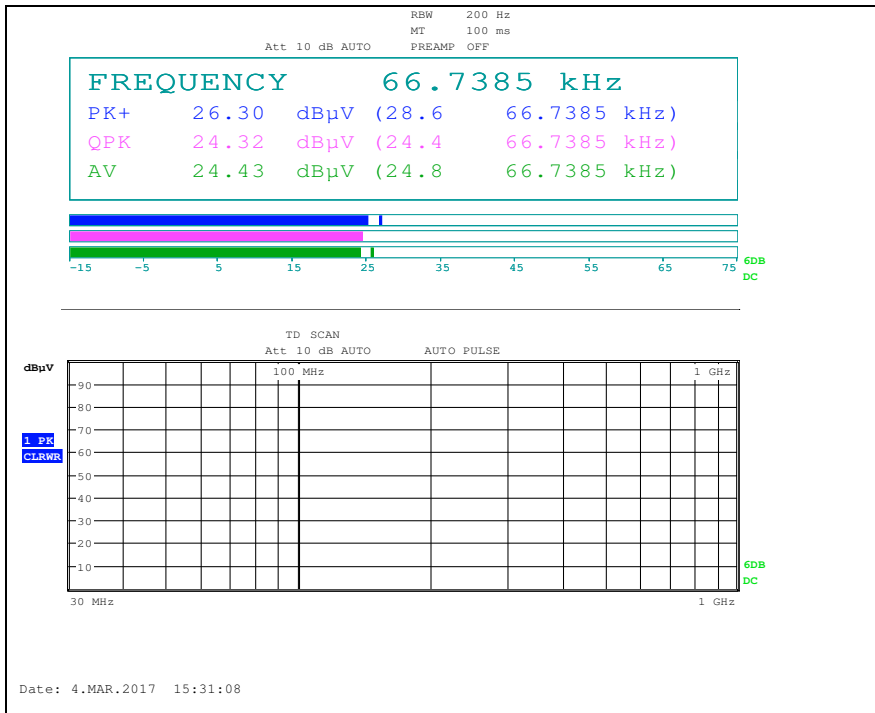 RBW 200 Hz
MT 100 ms
Att 10 dB AUTO PREAMP OFF
FREQUENCY 66.7385 kHz
PK+ 26.30 dBµV (28.6 66.7385 kHz)
QPK 24.32 dBµV (24.4 66.7385 kHz)
AV 24.43 dBµV (24.8 66.7385 kHz)
-15 -5 5 15 25 35 45 55 65 75
6DB
DC
TD SCAN
Att 10 dB AUTO AUTO PULSE
dBµV
100 MHz 1 GHz
90
80
70
1 PK
CLRWR
60
50
40
30
20
10
6DB
DC
30 MHz 1 GHz
Date: 4.MAR.2017 15:31:08